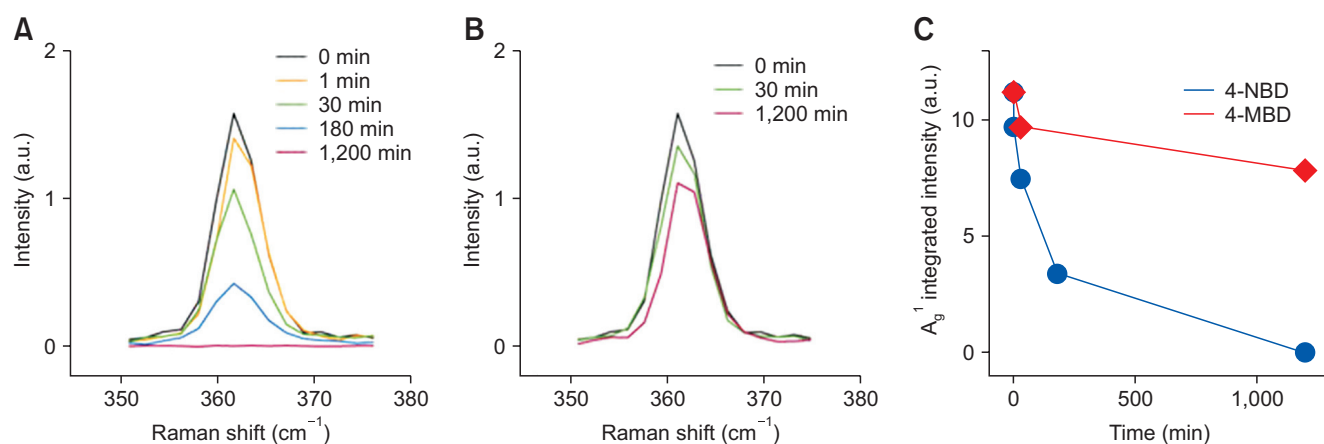 A
2
1
0
Intensity (a.u.)
350 360 370 380
Raman shift (cm⁻¹)
0 min
1 min
30 min
180 min
1,200 min
B
2
1
0
Intensity (a.u.)
350 360 370 380
Raman shift (cm⁻¹)
0 min
30 min
1,200 min
C
10
5
0
A_g¹ integrated intensity (a.u.)
0 500 1,000
Time (min)
4-NBD
4-MBD